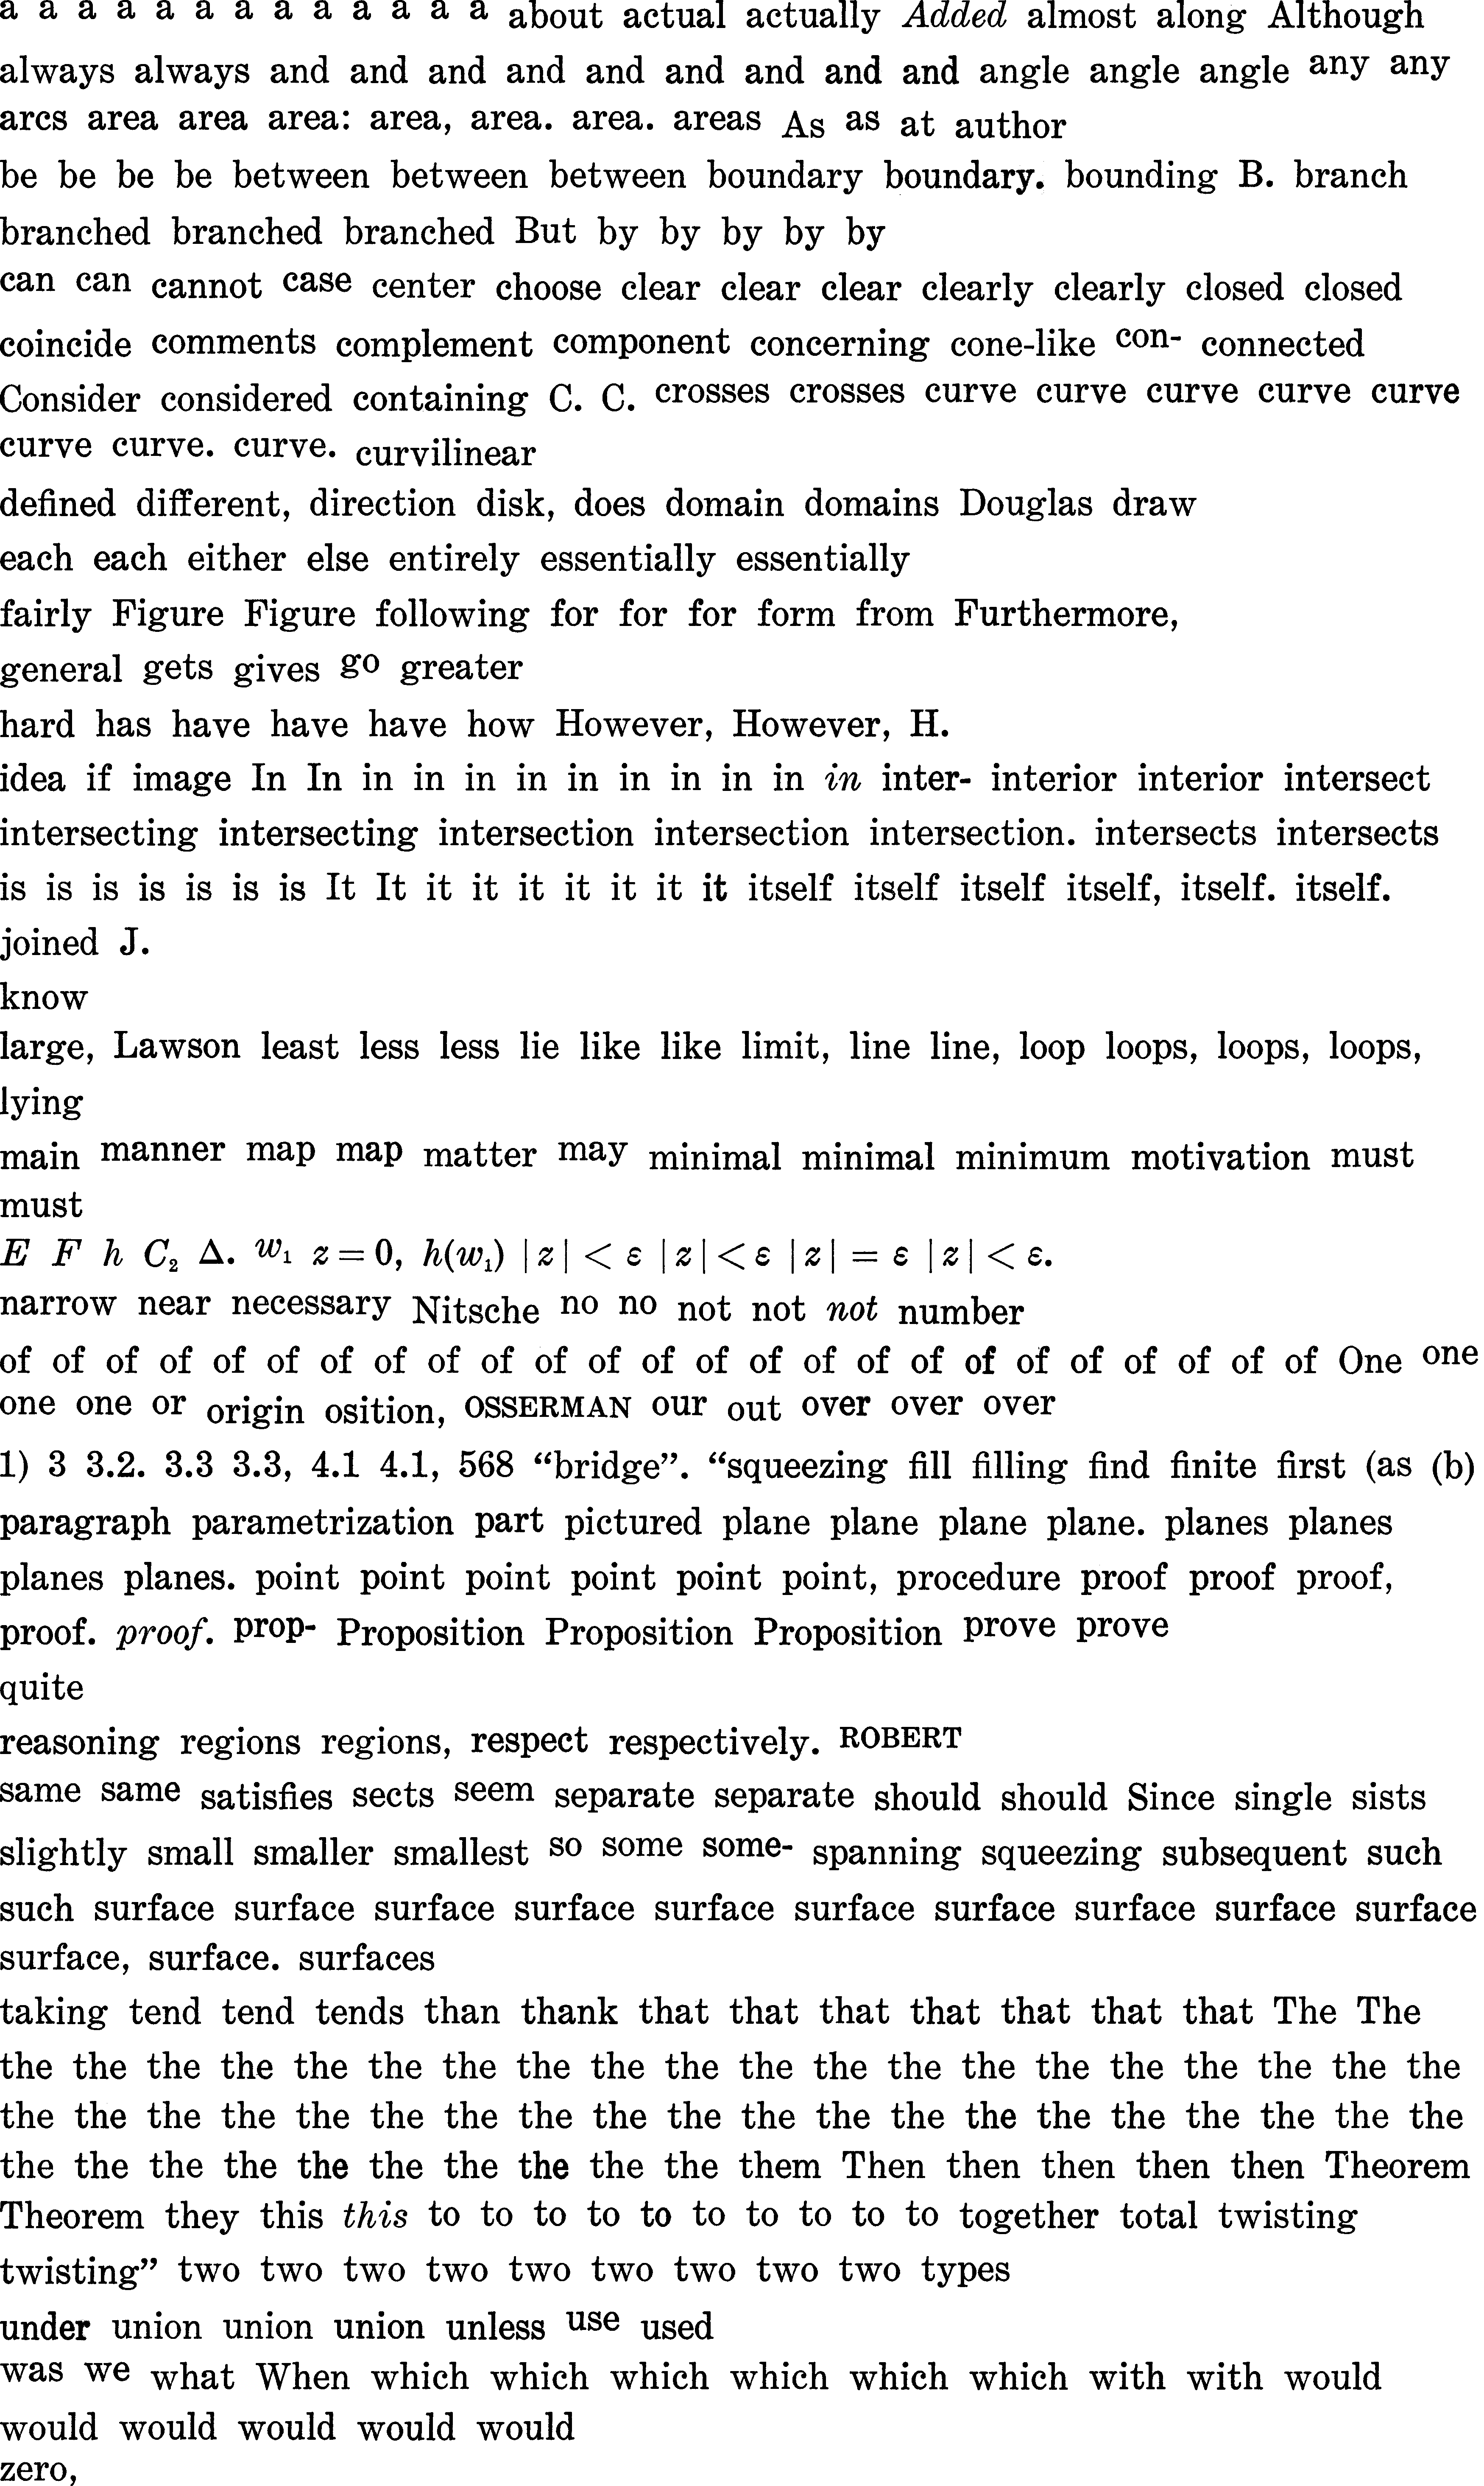 a a a a a a a a a a a a a about actual actually Added almost along Although
always always and and and and and and and and and angle angle angle any any
arcs area area area: area, area. area. areas As as at author
be be be be between between between boundary boundary. bounding B. branch
branched branched branched But by by by by by
can can cannot case center choose clear clear clear clearly clearly closed closed
coincide comments complement component concerning cone-like con- connected
Consider considered containing C. C. crosses crosses curve curve curve curve curve
curve curve. curve. curvilinear
defined different, direction disk, does domain domains Douglas draw
each each either else entirely essentially essentially
fairly Figure Figure following for for for form from Furthermore,
general gets gives go greater
hard has have have have how However, However, H.
idea if image In In in in in in in in in in in in inter- interior interior intersect
intersecting intersecting intersection intersection intersection. intersects intersects
is is is is is is is It It it it it it it it it itself itself itself itself, itself. itself.
joined J.
know
large, Lawson least less less lie like like limit, line line, loop loops, loops, loops,
lying
main manner map map matter may minimal minimal minimum motivation must
must
E F h C₂ Δ. w₁ z = 0, h(w₁) |z| < ε |z| < ε |z| = ε |z| < ε.
narrow near necessary Nitsche no no not not not number
of of of of of of of of of of of of of of of of of of of of of of of of of One one
one one or origin osition, OSSERMAN our out over over over
1) 3 3.2. 3.3 3.3, 4.1 4.1, 568 “bridge”. “squeezing fill filling find finite first (as (b)
paragraph parametrization part pictured plane plane plane plane. planes planes
planes planes. point point point point point point, procedure proof proof proof,
proof. proof. prop- Proposition Proposition Proposition prove prove
quite
reasoning regions regions, respect respectively. ROBERT
same same satisfies sects seem separate separate should should Since single sists
slightly small smaller smallest so some some- spanning squeezing subsequent such
such surface surface surface surface surface surface surface surface surface surface
surface, surface. surfaces
taking tend tend tends than thank that that that that that that that The The
the the the the the the the the the the the the the the the the the the the the
the the the the the the the the the the the the the the the the the the the the
the the the the the the the the the the them Then then then then then Theorem
Theorem they this this to to to to to to to to to to together total twisting
twisting” two two two two two two two two two types
under union union union unless use used
was we what When which which which which which which with with would
would would would would would
zero,